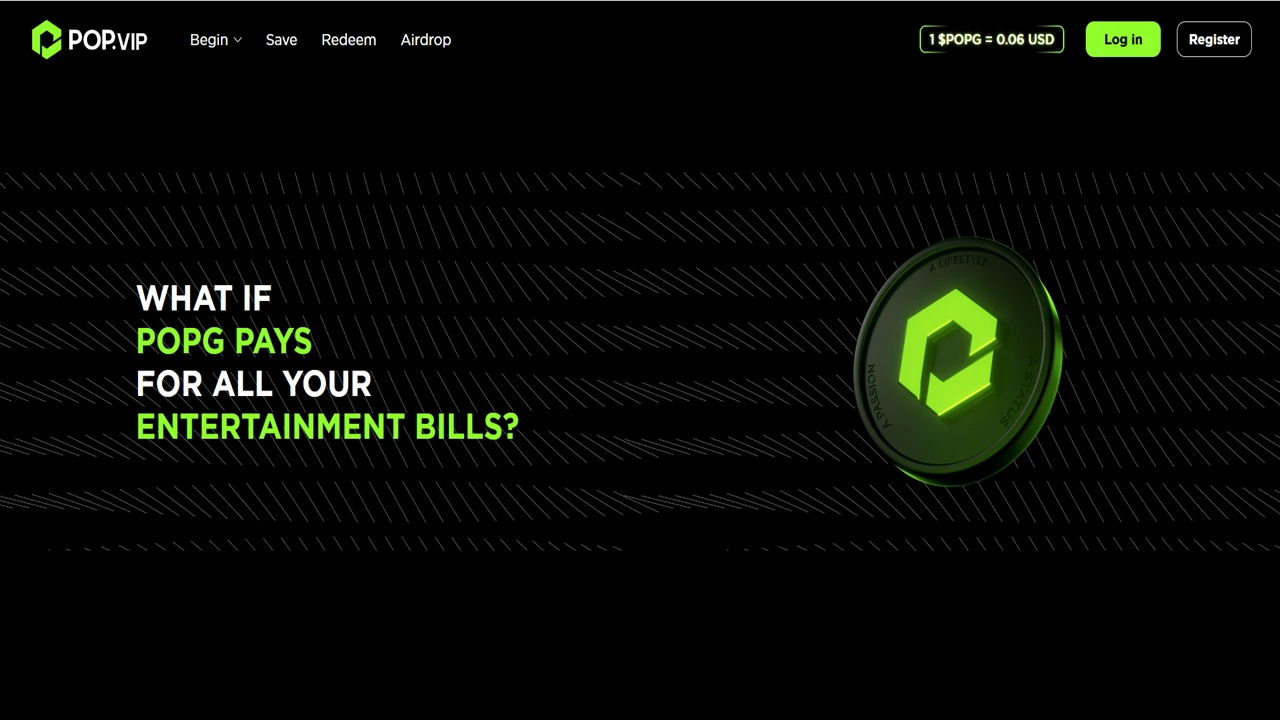 POP.VIP
Begin
Save
Redeem
Airdrop
1 $POPG = 0.06 USD
Log in
Register
WHAT IF
POPG PAYS
FOR ALL YOUR
ENTERTAINMENT BILLS?
A LIFESTYLE
A PASSION
A STATUS